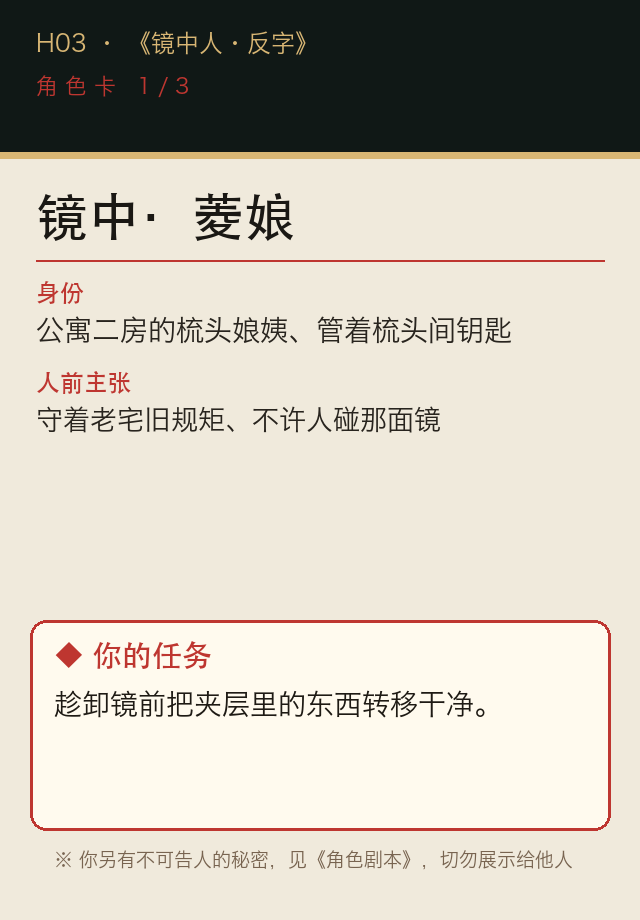 H03 · 《镜中人·反字》
角色卡 1/3
镜中· 菱娘
身份
公寓二房的梳头娘姨、管着梳头间钥匙
人前主张
守着老宅旧规矩、不许人碰那面镜
◆ 你的任务
趁卸镜前把夹层里的东西转移干净。
※ 你另有不可告人的秘密，见《角色剧本》，切勿展示给他人